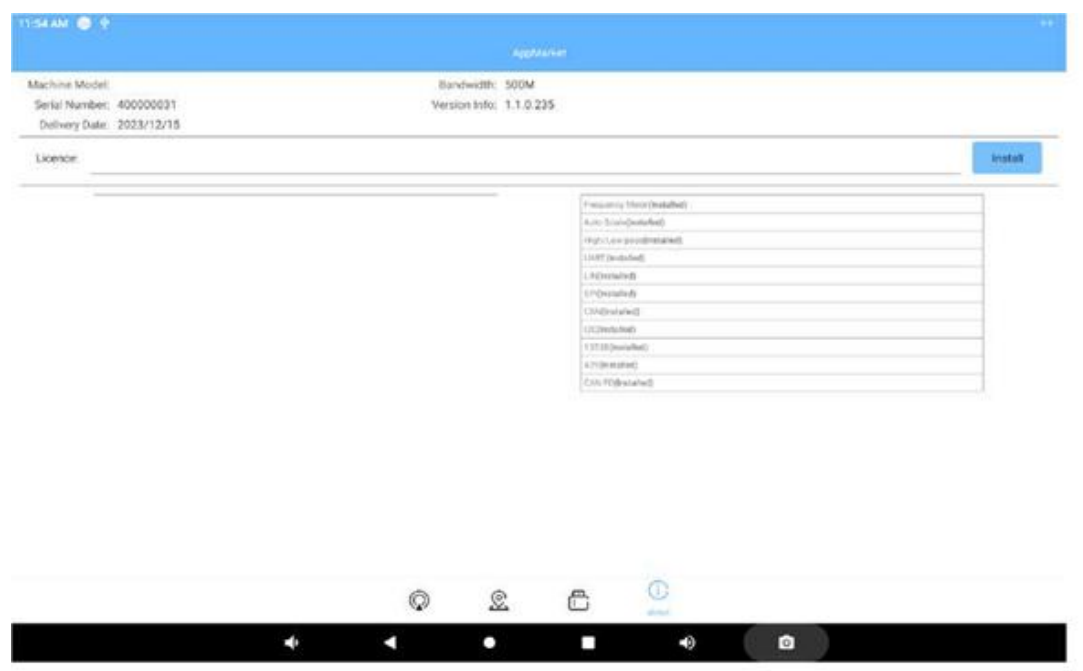 11:54 AM
AppMarket
Machine Model:
Bandwidth: 500M
Serial Number: 400000031
Version Info: 1.1.0.235
Delivery Date: 2023/12/15
Licence:
Install
Frequency Meter(Installed)
Auto Scale(Installed)
High/Low pass(Installed)
UART(Installed)
LIN(Installed)
SPI(Installed)
CAN(Installed)
I2C(Installed)
1553B(Installed)
429(Installed)
CAN FD(Installed)
about